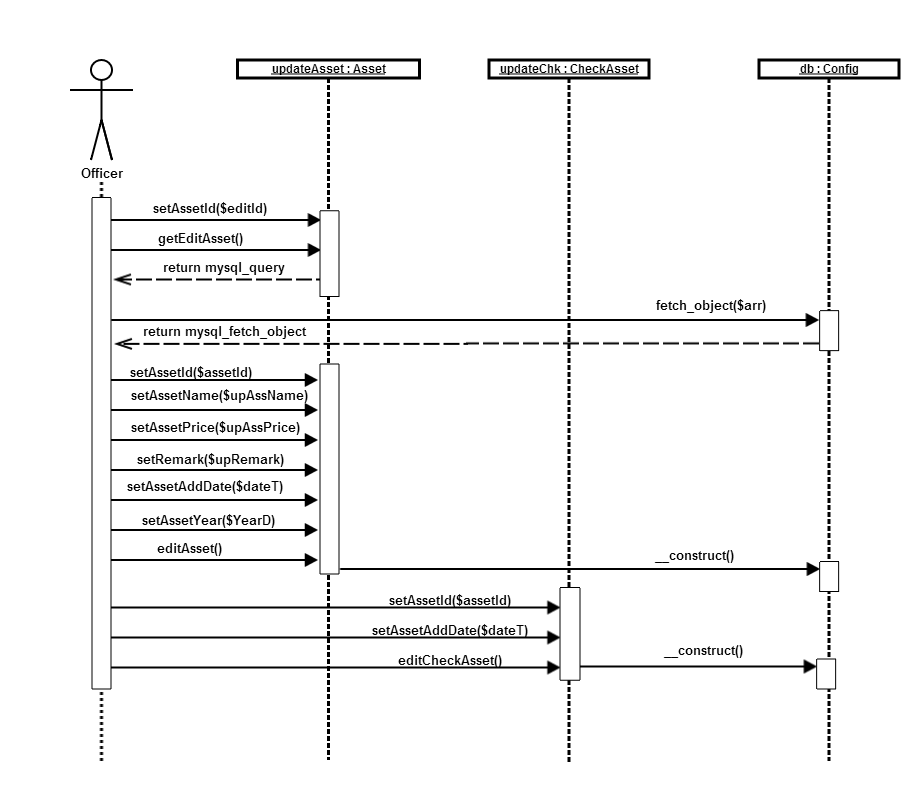 updateAsset : Asset
updateChk : CheckAsset
db : Config
Officer
setAssetId($editId)
getEditAsset()
return mysql_query
fetch_object($arr)
return mysql_fetch_object
setAssetId($assetId)
setAssetName($upAssName)
setAssetPrice($upAssPrice)
setRemark($upRemark)
setAssetAddDate($dateT)
setAssetYear($YearD)
editAsset()
__construct()
setAssetId($assetId)
setAssetAddDate($dateT)
editCheckAsset()
__construct()